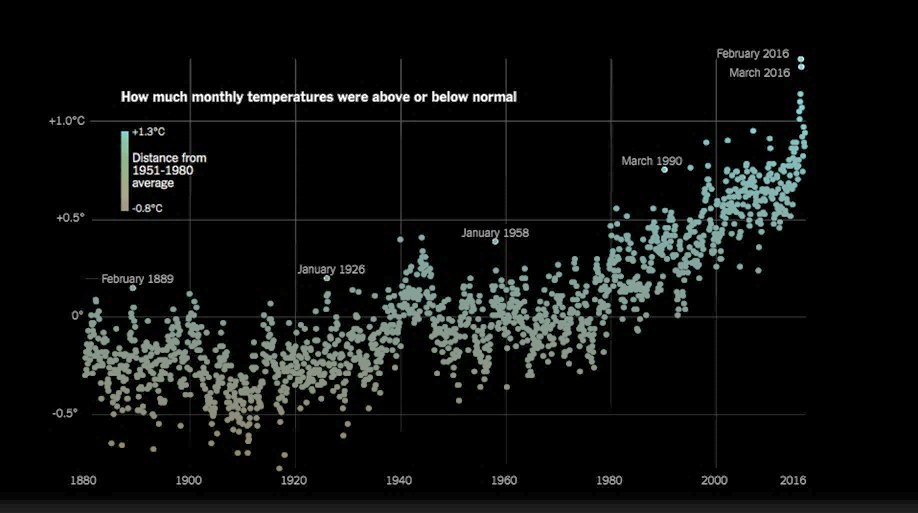 February 2016
March 2016
How much monthly temperatures were above or below normal
+1.0°C
+1.3°C
Distance from
1951-1980
average
March 1990
-0.8°C
+0.5°
January 1958
January 1926
February 1889
0°
-0.5°
1880 1900 1920 1940 1960 1980 2000 2016